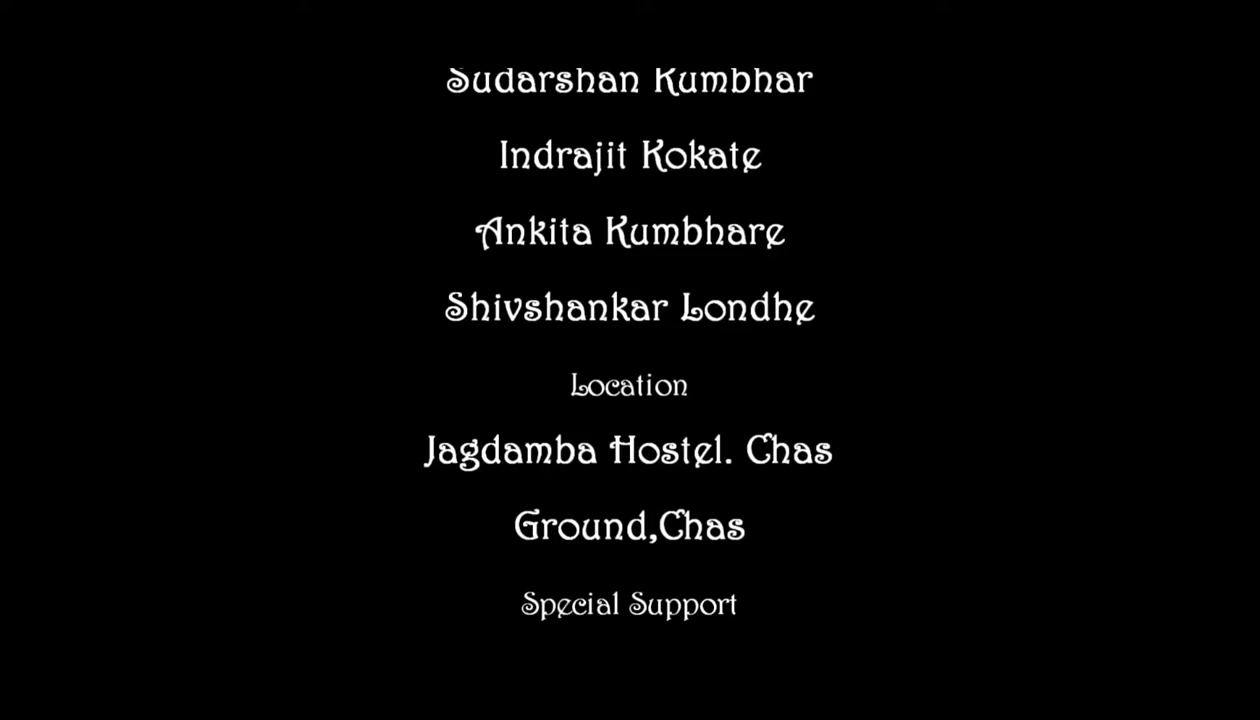 Sudarshan Kumbhar
Indrajit Kokate
Ankita Kumbhare
Shivshankar Londhe
Location
Jagdamba Hostel. Chas
Ground,Chas
Special Support